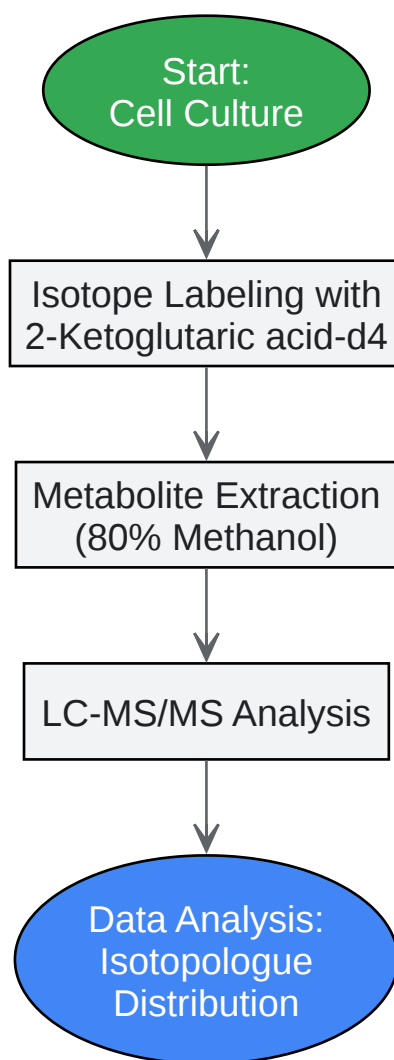 Start:
Cell Culture
Isotope Labeling with
2-Ketoglutaric acid-d4
Metabolite Extraction
(80% Methanol)
LC-MS/MS Analysis
Data Analysis:
Isotopologue
Distribution